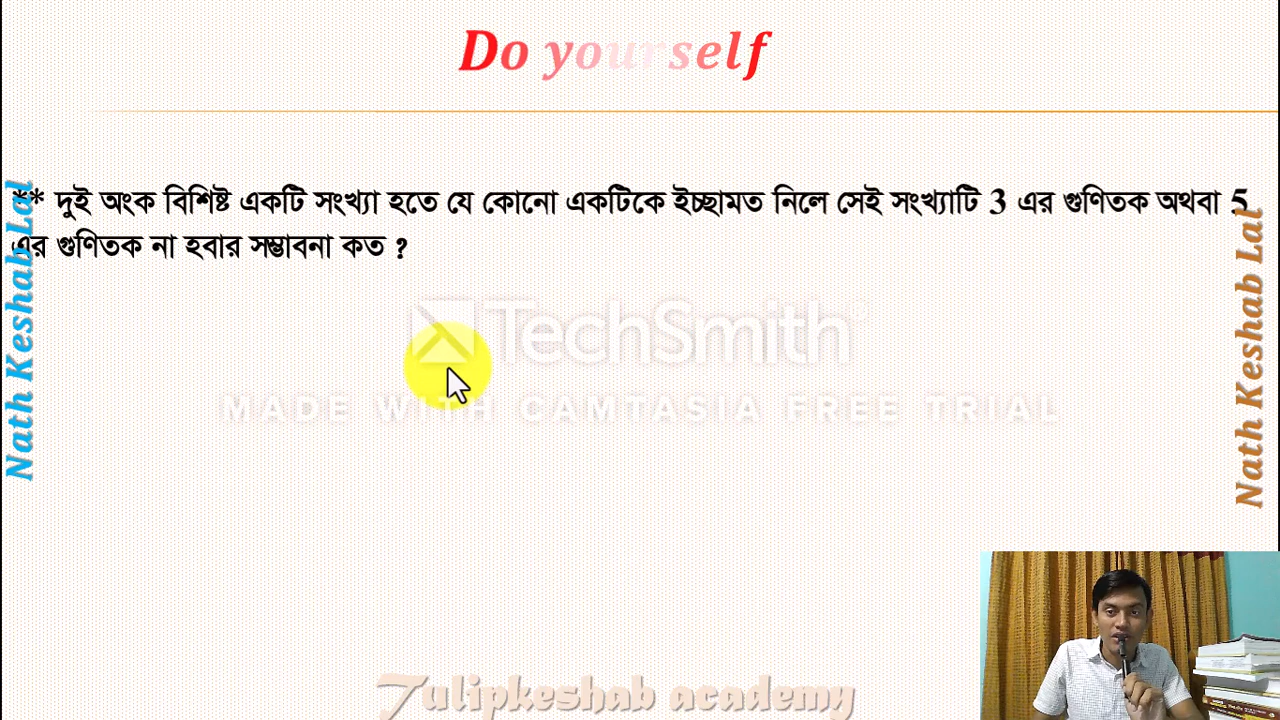 Do yourself
** দুই অংক বিশিষ্ট একটি সংখ্যা হতে যে কোনো একটিকে ইচ্ছামত নিলে সেই সংখ্যাটি 3 এর গুণিতক অথবা 5
এর গুণিতক না হবার সম্ভাবনা কত ?
Nath Keshab Lal
Nath Keshab Lal
TechSmith®
MADE WITH CAMTASIA FREE TRIAL
Tulipkeshab academy